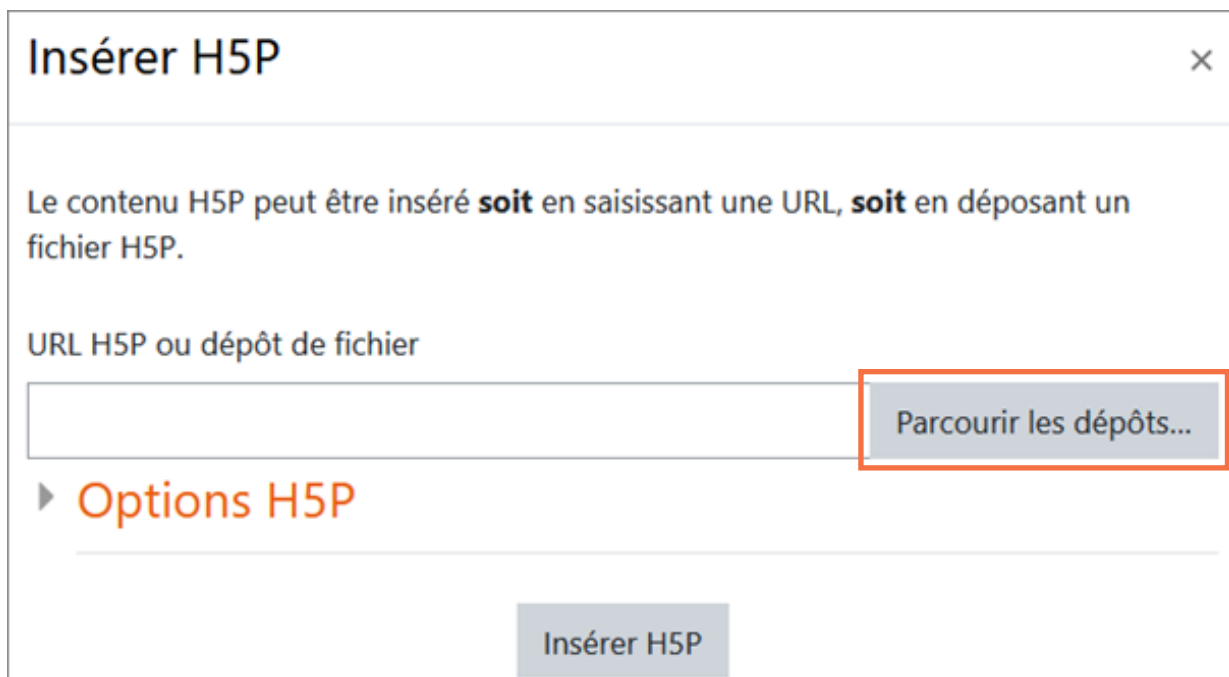 Insérer H5P
×
Le contenu H5P peut être inséré soit en saisissant une URL, soit en déposant un
fichier H5P.
URL H5P ou dépôt de fichier
Parcourir les dépôts...
Options H5P
Insérer H5P